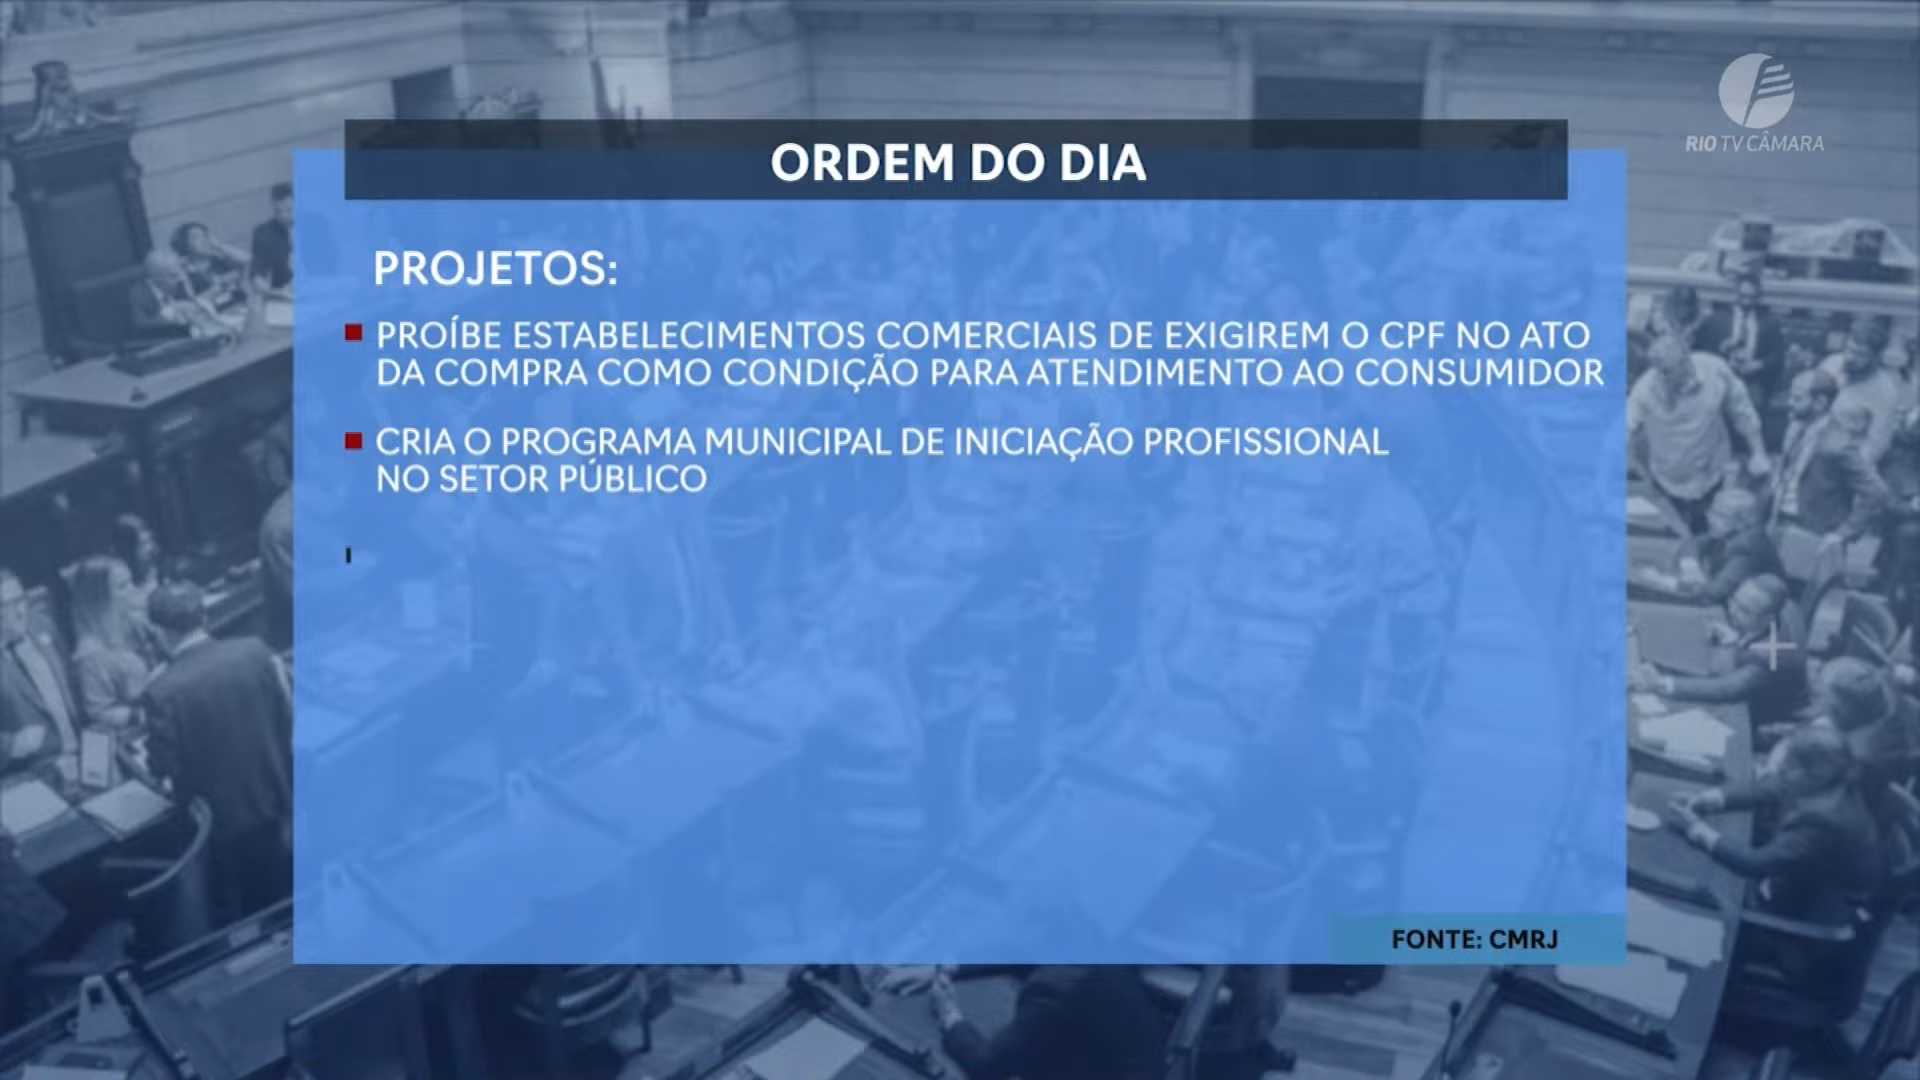 RIO TV CÂMARA
ORDEM DO DIA
PROJETOS:
PROÍBE ESTABELECIMENTOS COMERCIAIS DE EXIGIREM O CPF NO ATO
DA COMPRA COMO CONDIÇÃO PARA ATENDIMENTO AO CONSUMIDOR
CRIA O PROGRAMA MUNICIPAL DE INICIAÇÃO PROFISSIONAL
NO SETOR PÚBLICO
FONTE: CMRJ